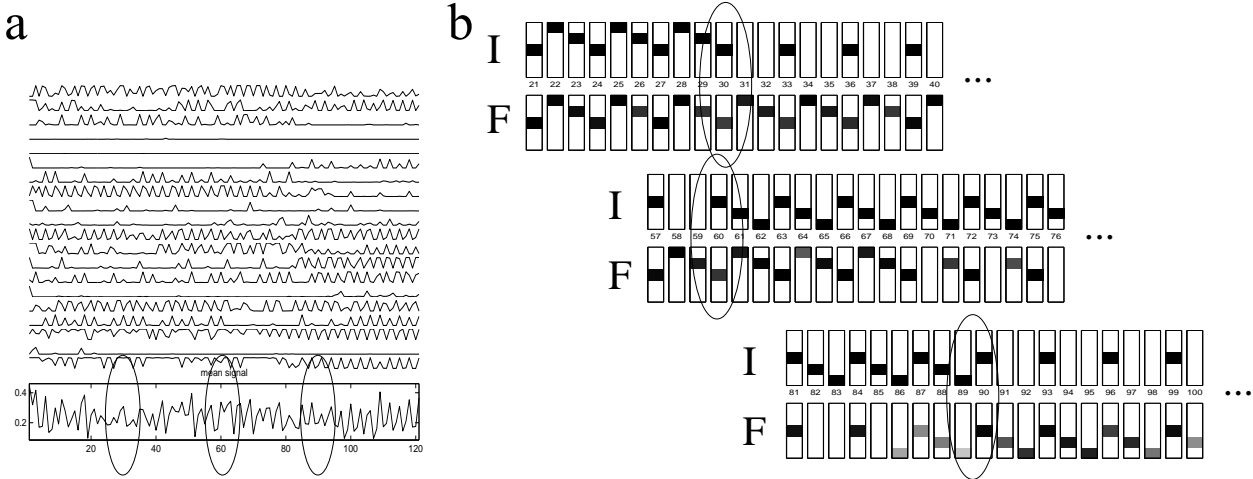 a
mean signal
0.4
0.2
20 40 60 80 100 120
b
I
21 22 23 24 25 26 27 28 29 30 31 32 33 34 35 36 37 38 39 40 ...
F
I
57 58 59 60 61 62 63 64 65 66 67 68 69 70 71 72 73 74 75 76 ...
F
I
81 82 83 84 85 86 87 88 89 90 91 92 93 94 95 96 97 98 99 100 ...
F